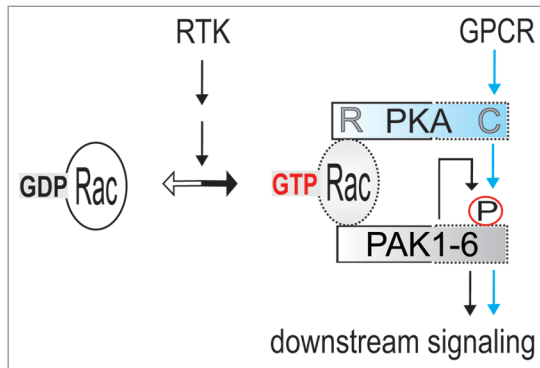 RTK
GPCR
R PKA C
GDP Rac
GTP Rac
P
PAK1-6
downstream signaling